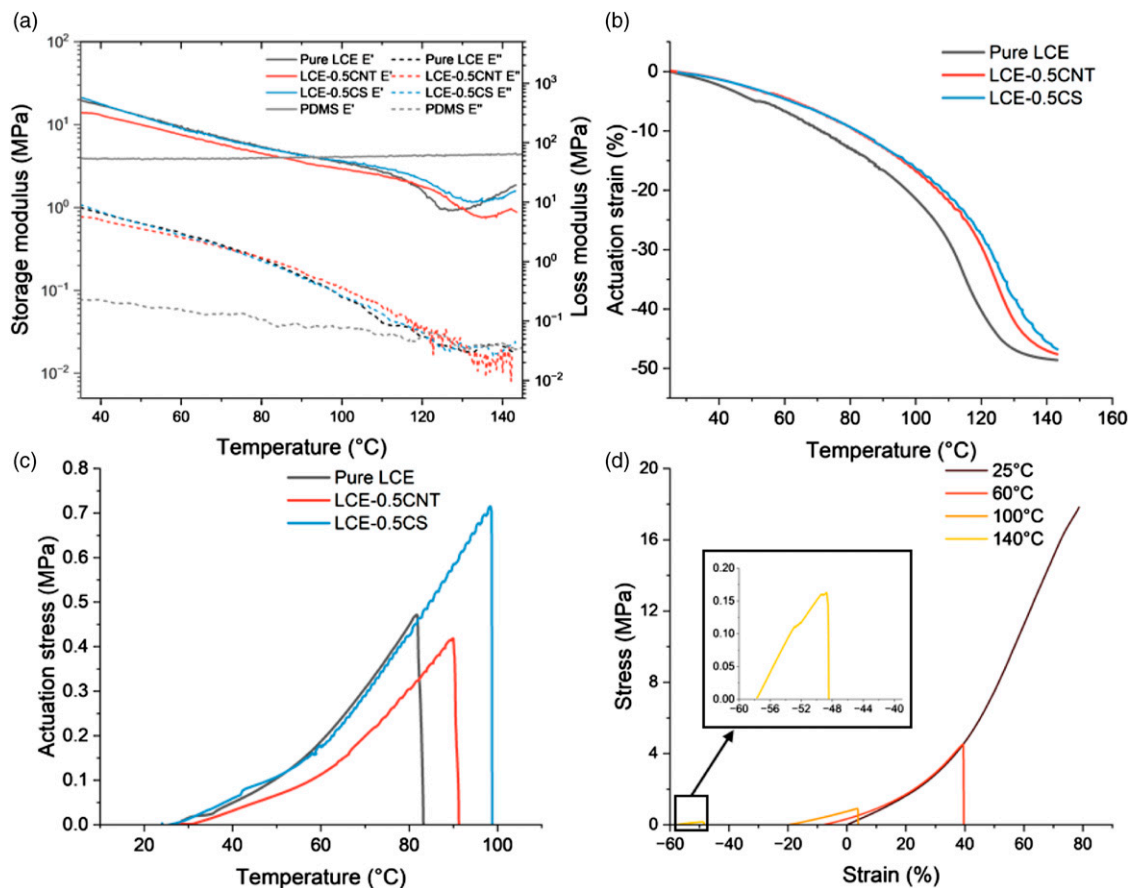 (a)
10²
10¹
10⁰
10⁻¹
10⁻²
Storage modulus (MPa)
Pure LCE E' Pure LCE E"
LCE-0.5CNT E' LCE-0.5CNT E"
LCE-0.5CS E' LCE-0.5CS E"
PDMS E' PDMS E"
10³
10²
10¹
10⁰
10⁻¹
10⁻²
Loss modulus (MPa)
40 60 80 100 120 140
Temperature (°C)
(b)
Pure LCE
LCE-0.5CNT
LCE-0.5CS
0
-10
-20
-30
-40
-50
Actuation strain (%)
40 60 80 100 120 140 160
Temperature (°C)
(c)
Pure LCE
LCE-0.5CNT
LCE-0.5CS
0.8
0.7
0.6
0.5
0.4
0.3
0.2
0.1
0.0
Actuation stress (MPa)
20 40 60 80 100
Temperature (°C)
(d)
25°C
60°C
100°C
140°C
20
16
12
8
4
0
Stress (MPa)
0.20
0.15
0.10
0.05
0.00
−60 −56 −52 −48 −44 −40
−60 −40 −20 0 20 40 60 80 100
Strain (%)